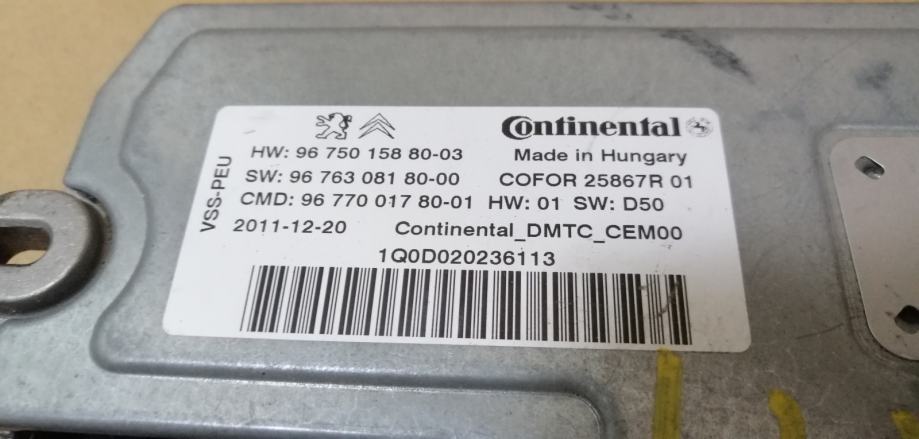 VSS-PEU
Continental
HW: 96 750 158 80-03
Made in Hungary
SW: 96 763 081 80-00
COFOR 25867R 01
CMD: 96 770 017 80-01 HW: 01 SW: D50
2011-12-20
Continental_DMTC_CEM00
1Q0D020236113